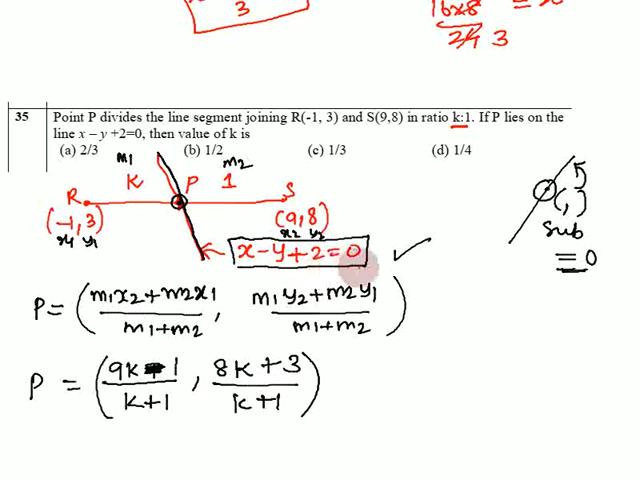 3
16x8
24 3
35 Point P divides the line segment joining R(-1, 3) and S(9,8) in ratio k:1. If P lies on the
line x – y +2=0, then value of k is
(a) 2/3 (b) 1/2 (c) 1/3 (d) 1/4
m1 m2
R K P 1 S
(-1,3) (9,8)
x1 y1 x2 y2
x-y+2=0
( , )
Sub
=0
P= (m1x2+m2x1/m1+m2 , m1y2+m2y1/m1+m2)
P = (9k-1/k+1 , 8k+3/k+1)